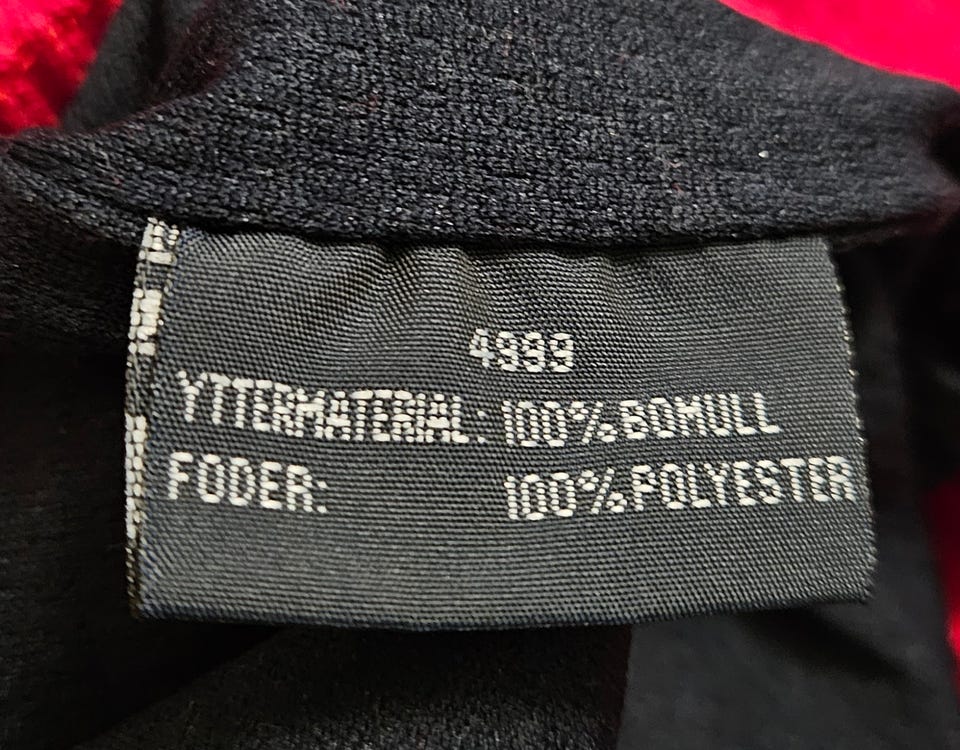 4999
YTTERMATERIAL: 100% BOMULL
FODER: 100% POLYESTER